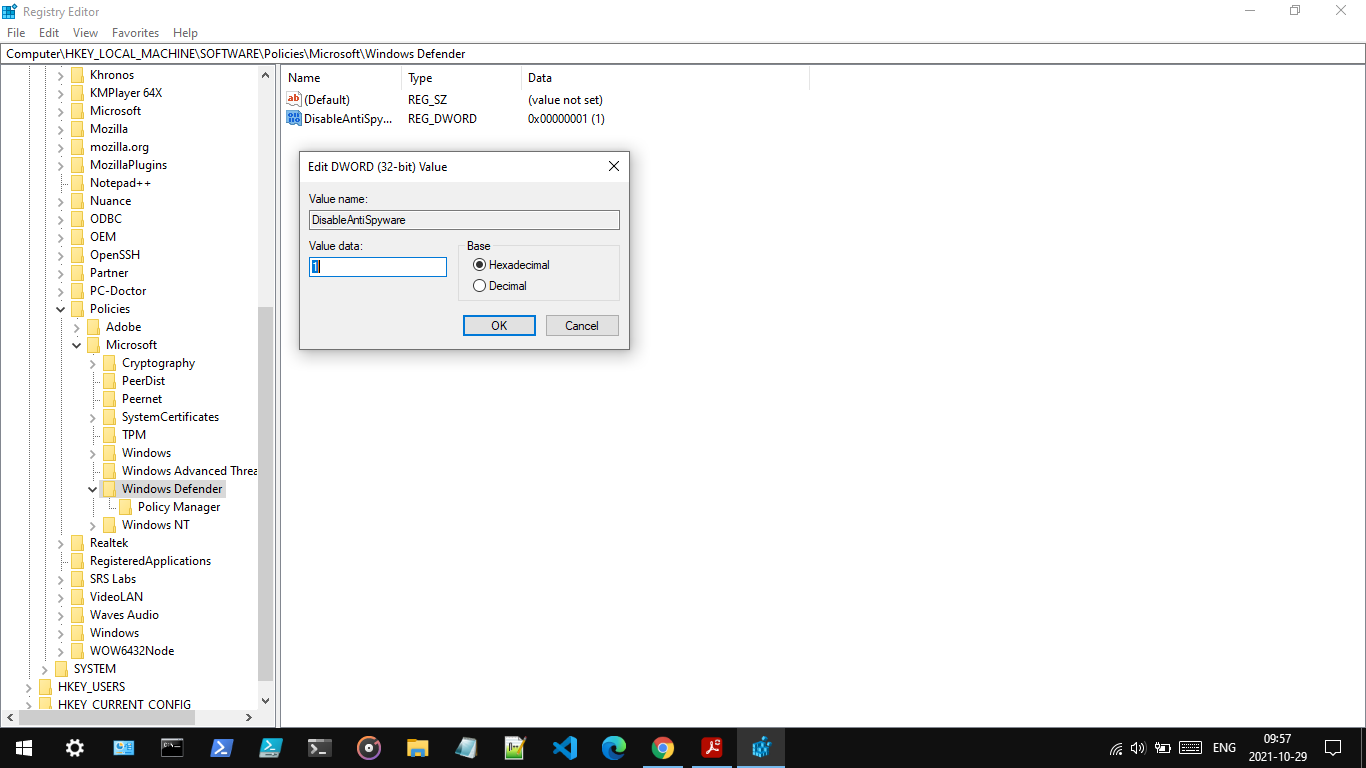 Registry Editor
File Edit View Favorites Help
Computer\HKEY_LOCAL_MACHINE\SOFTWARE\Policies\Microsoft\Windows Defender
Khronos
KMPlayer 64X
Microsoft
Mozilla
mozilla.org
MozillaPlugins
Notepad++
Nuance
ODBC
OEM
OpenSSH
Partner
PC-Doctor
Policies
Adobe
Microsoft
Cryptography
PeerDist
Peernet
SystemCertificates
TPM
Windows
Windows Advanced Threa
Windows Defender
Policy Manager
Windows NT
Realtek
RegisteredApplications
SRS Labs
VideoLAN
Waves Audio
Windows
WOW6432Node
SYSTEM
HKEY_USERS
HKEY_CURRENT_CONFIG
Name Type Data
(Default) REG_SZ (value not set)
DisableAntiSpy... REG_DWORD 0x00000001 (1)
Edit DWORD (32-bit) Value
Value name:
DisableAntiSpyware
Value data:
1
Base
Hexadecimal
Decimal
OK Cancel
ENG
09:57
2021-10-29